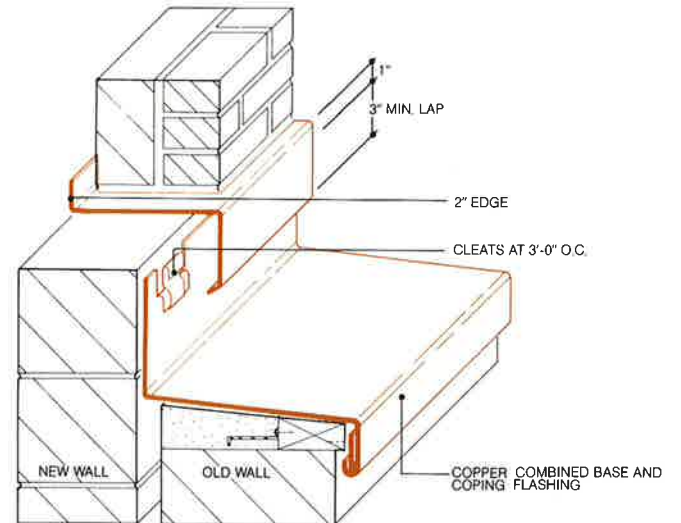 1"
3" MIN. LAP
2" EDGE
CLEATS AT 3'-0" O.C.
NEW WALL
OLD WALL
COPPER COMBINED BASE AND
COPING FLASHING